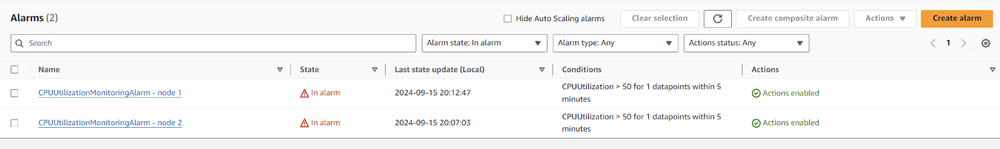 Alarms (2)
Hide Auto Scaling alarms
Clear selection
Create composite alarm
Actions
Create alarm
Search
Alarm state: In alarm
Alarm type: Any
Actions status: Any
1
Name
State
Last state update (Local)
Conditions
Actions
CPUUtilizationMonitoringAlarm - node 1
In alarm
2024-09-15 20:12:47
CPUUtilization > 50 for 1 datapoints within 5
minutes
Actions enabled
CPUUtilizationMonitoringAlarm - node 2
In alarm
2024-09-15 20:07:03
CPUUtilization > 50 for 1 datapoints within 5
minutes
Actions enabled